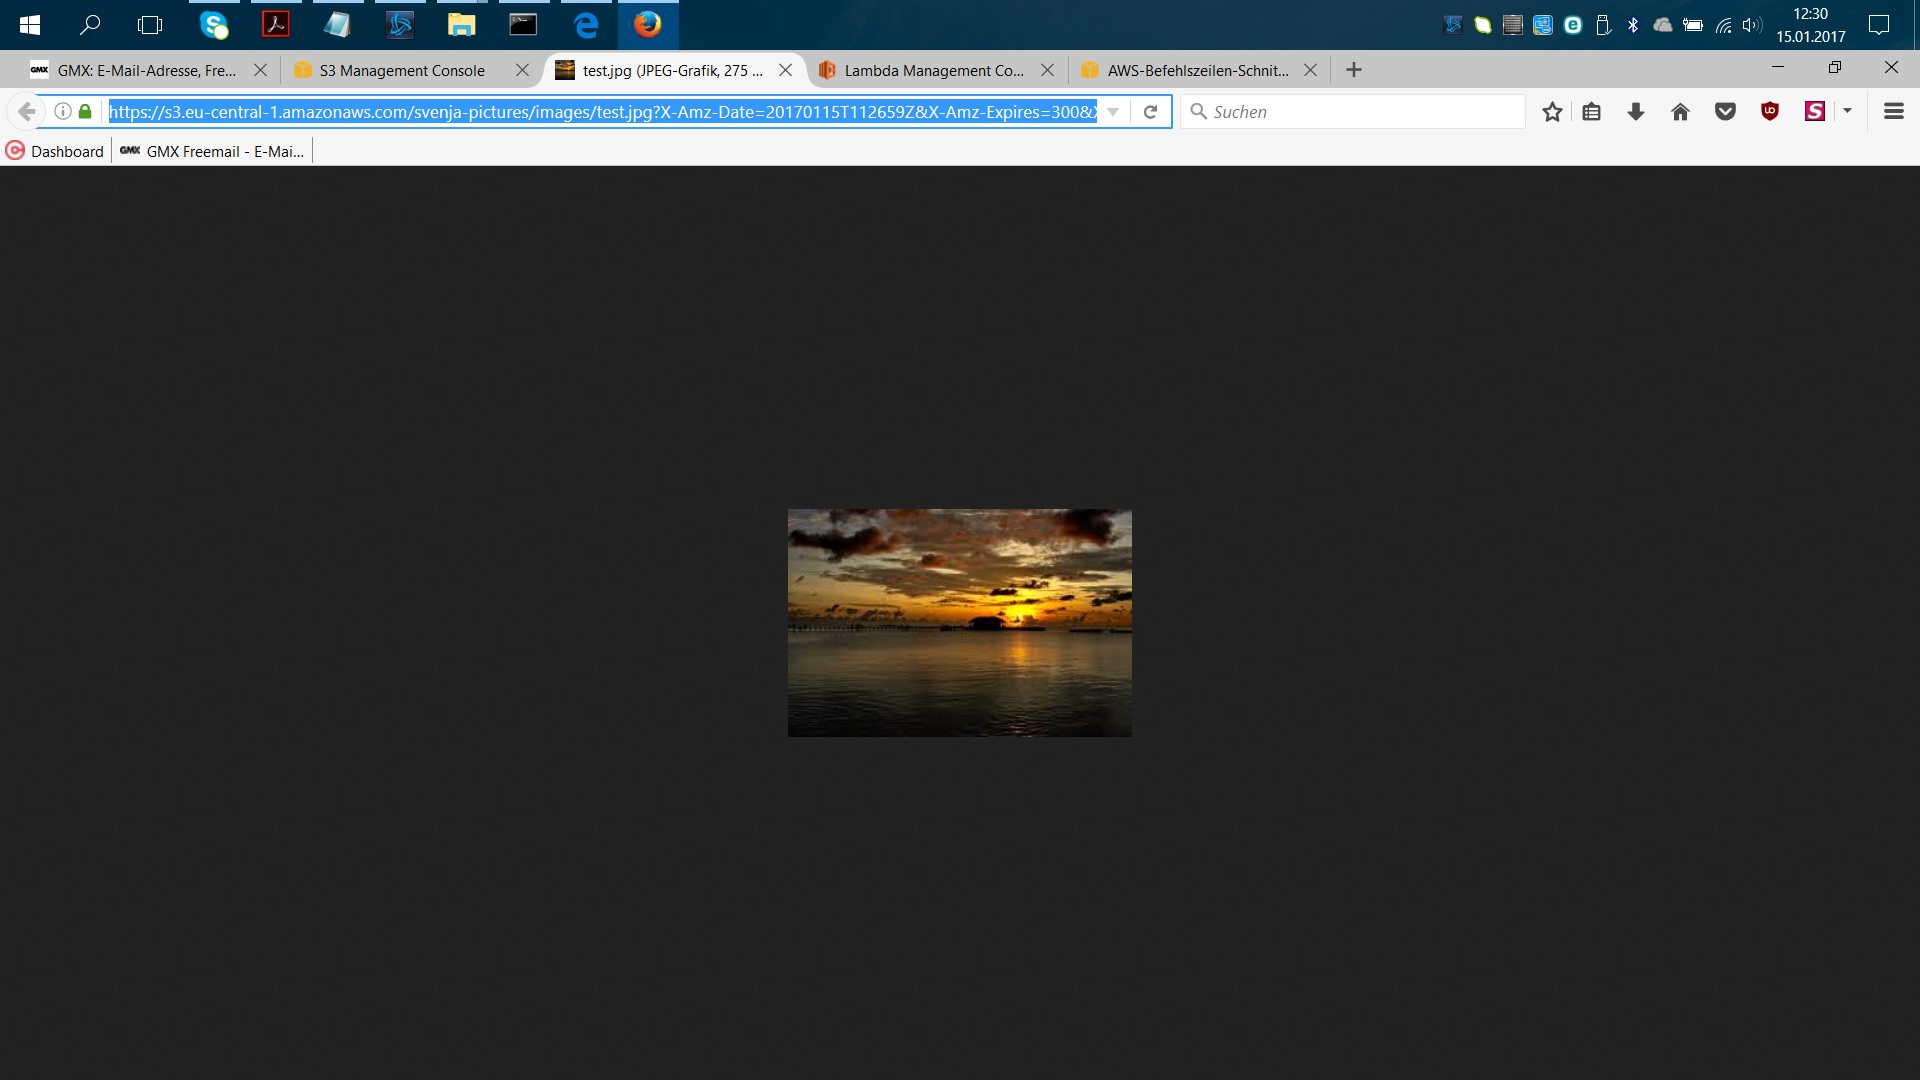 12:30
15.01.2017
GMX GMX: E-Mail-Adresse, Fre...
S3 Management Console
test.jpg (JPEG-Grafik, 275 ...
Lambda Management Co...
AWS-Befehlszeilen-Schnit...
https://s3.eu-central-1.amazonaws.com/svenja-pictures/images/test.jpg?X-Amz-Date=20170115T112659Z&X-Amz-Expires=300&X
Suchen
Dashboard
GMX GMX Freemail - E-Mai...